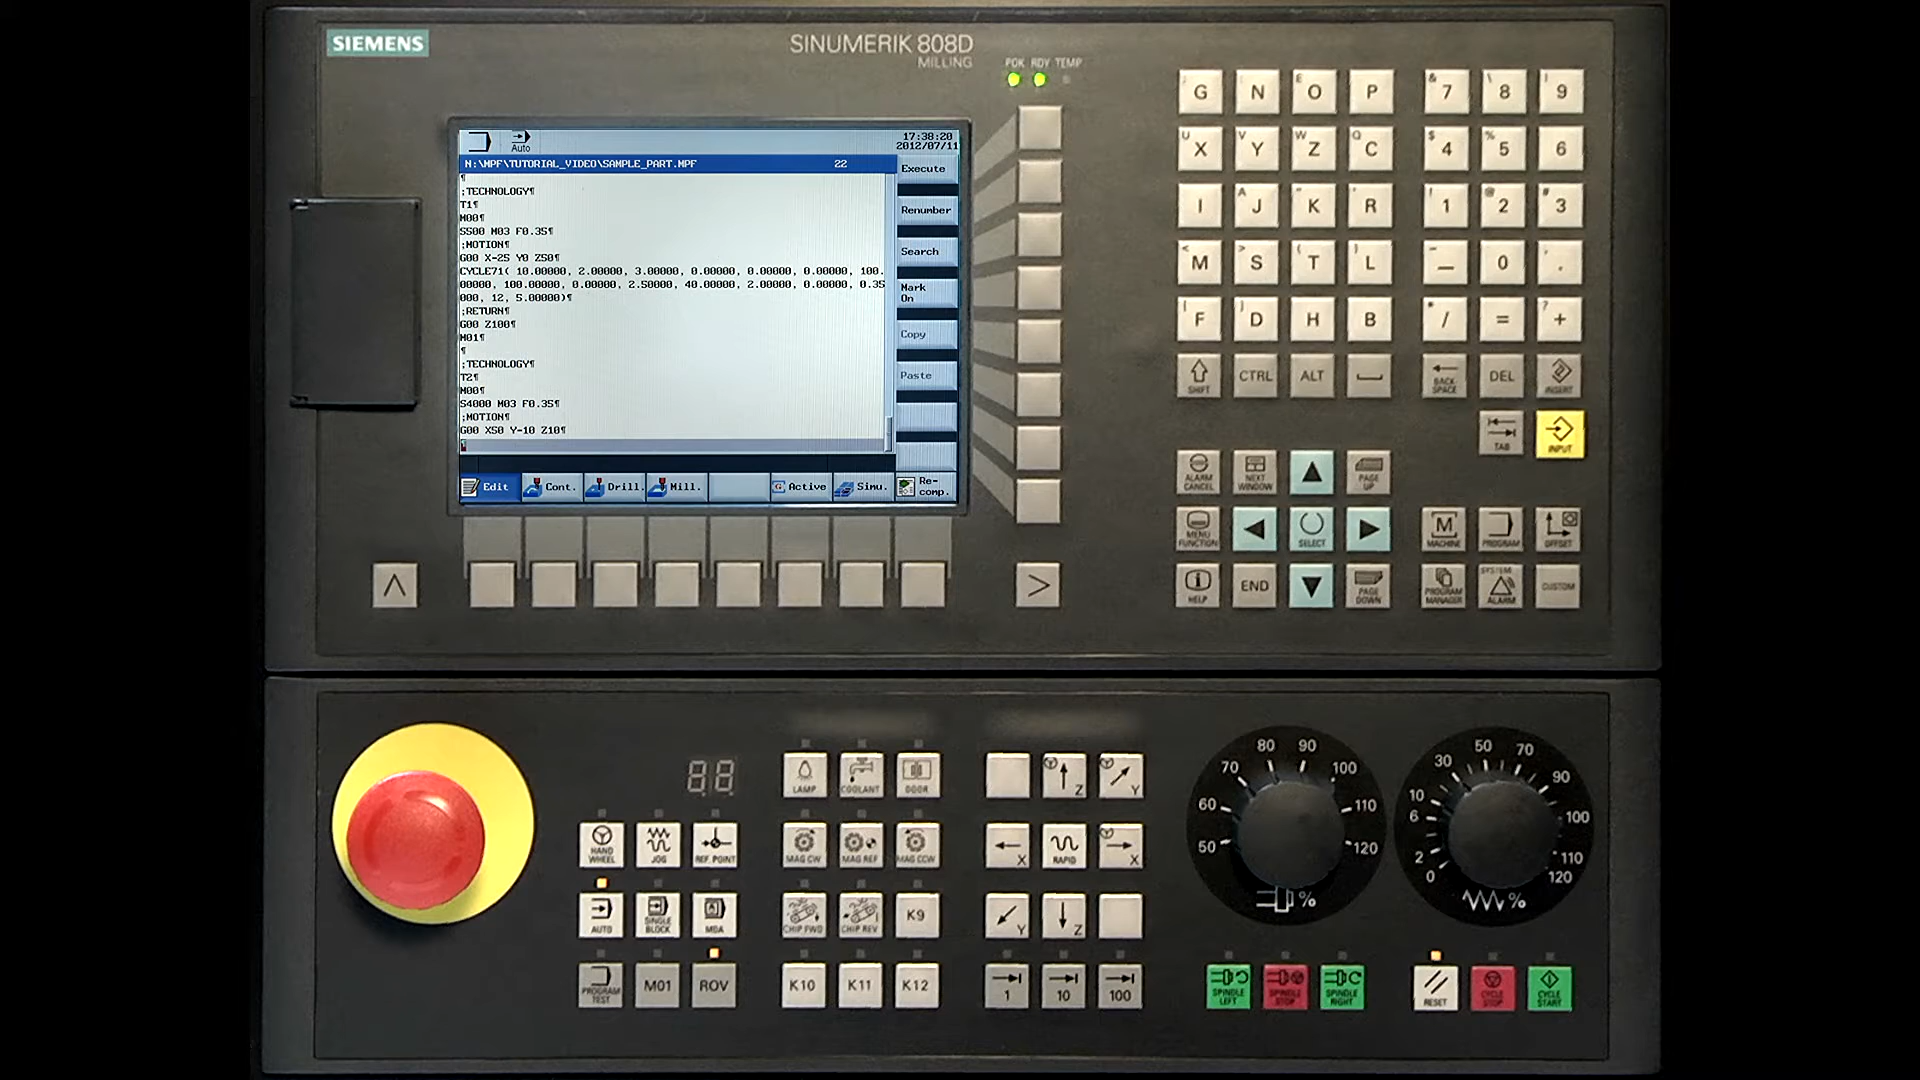 SIEMENS
SINUMERIK 808D
MILLING
POK RDY TEMP
17:38:20
2012/07/11
Auto
N:\MPF\TUTORIAL_VIDEO\SAMPLE_PART.MPF 22
¶
;TECHNOLOGY¶
T1¶
M00¶
S500 M03 F0.35¶
;MOTION¶
G00 X-25 Y0 Z50¶
CYCLE71( 10.00000, 2.00000, 3.00000, 0.00000, 0.00000, 0.00000, 100.
00000, 100.00000, 0.00000, 2.50000, 40.00000, 2.00000, 0.00000, 0.35
000, 12, 5.00000)¶
;RETURN¶
G00 Z100¶
M01¶
¶
;TECHNOLOGY¶
T2¶
M00¶
S4000 M03 F0.35¶
;MOTION¶
G00 X50 Y-10 Z10¶
Execute
Renumber
Search
Mark
On
Copy
Paste
Edit Cont. Drill. Mill. Active Simu. Re-
comp.
G N E O P & 7 \ 8 9
U X V Y W Z Q C $ 4 % 5 6
I A J " K ' R ! 1 @ 2 # 3
< M > S ( T ) L _ 0 .
F D H B * / = ? +
SHIFT CTRL ALT BACK SPACE DEL INSERT
TAB INPUT
ALARM CANCEL NEXT WINDOW PAGE UP
MENU FUNCTION SELECT M MACHINE PROGRAM OFFSET
HELP END PAGE DOWN PROGRAM MANAGER SYSTEM ALARM CUSTOM
88
LAMP COOLANT DOOR Z Y
HAND WHEEL JOG REF. POINT MAG CW MAG REF MAG CCW X RAPID X
AUTO SINGLE BLOCK MDA CHIP FWD CHIP REV K9 Y Z
PROGRAM TEST M01 ROV K10 K11 K12 1 10 100
50 60 70 80 90 100 110 120
%
0 2 6 10 30 50 70 90 100 110 120
%
SPINDLE LEFT SPINDLE STOP SPINDLE RIGHT RESET CYCLE STOP CYCLE START